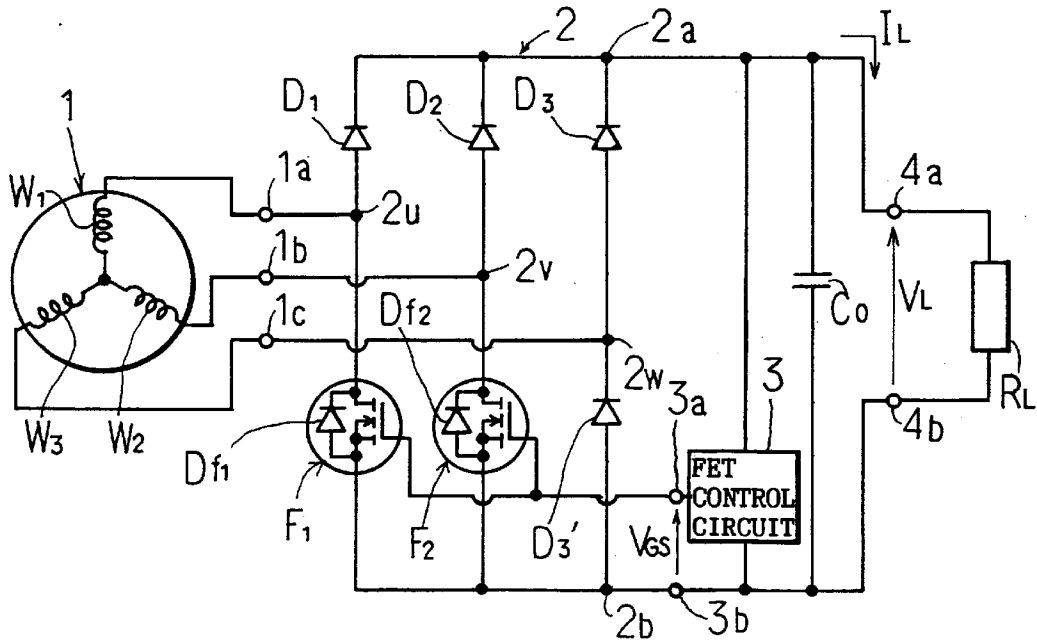 2
2a
IL
D1
D2
D3
1
W1
1a
2u
4a
1b
2v
VL
Co
1c
Df2
2w
3a
3
RL
W3
W2
4b
Df1
FET
CONTROL
CIRCUIT
F1
F2
D3'
VGS
2b
3b